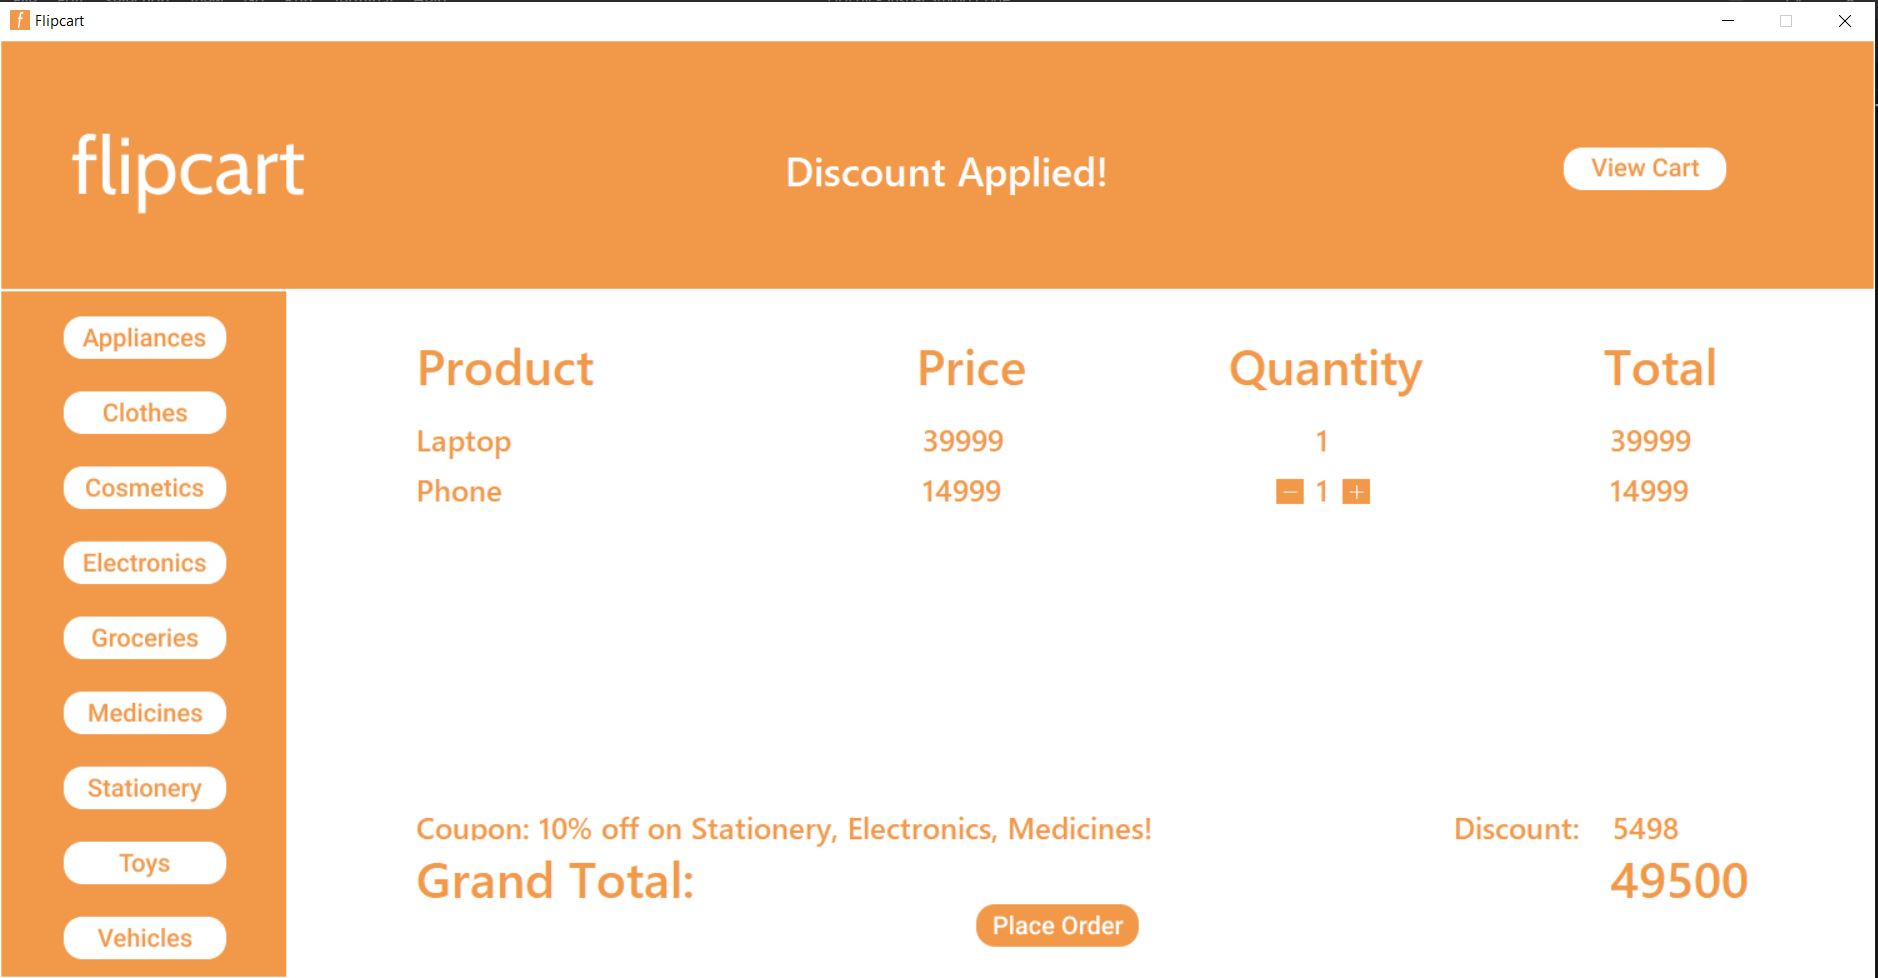 Flipcart
flipcart
Discount Applied!
View Cart
Appliances
Clothes
Cosmetics
Electronics
Groceries
Medicines
Stationery
Toys
Vehicles
Product Price Quantity Total
Laptop 39999 1 39999
Phone 14999 − 1 + 14999
Coupon: 10% off on Stationery, Electronics, Medicines! Discount: 5498
Grand Total: 49500
Place Order